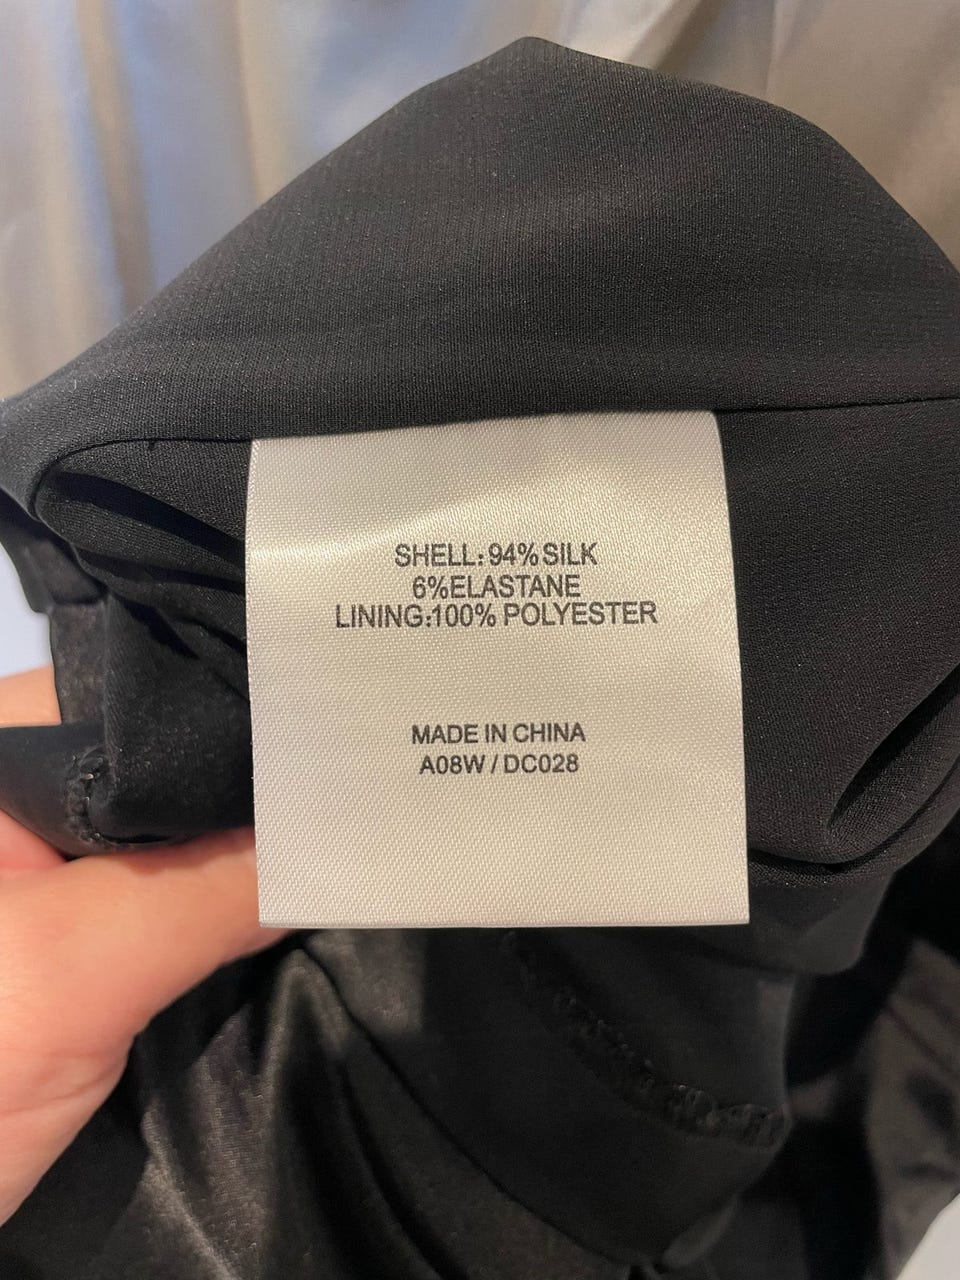 SHELL: 94% SILK
6%ELASTANE
LINING:100% POLYESTER
MADE IN CHINA
A08W / DC028